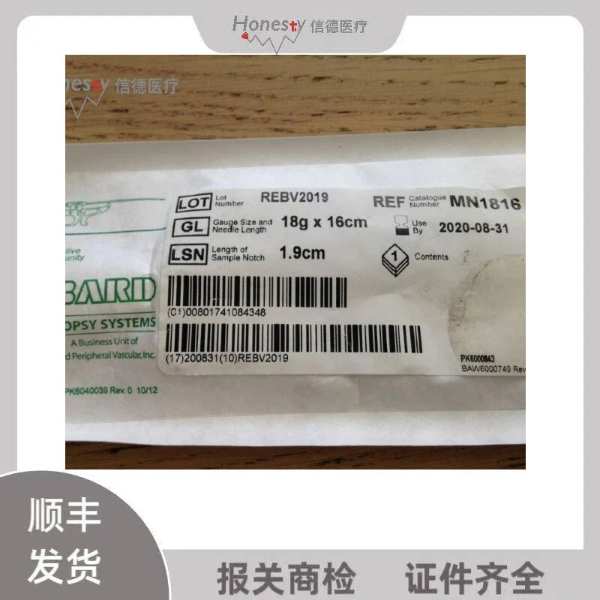 Honesty 信德医疗
Honesty 信德医疗
LOT Lot Number REBV2019
REF Catalogue Number MN1816
GL Gauge Size and Needle Length 18g x 16cm
Use By 2020-08-31
LSN Length of Sample Notch 1.9cm
1 Contents
BARD
OPSY SYSTEMS
A Business Unit of
d Peripheral Vascular, Inc.
(01)00801741084348
(17)200831(10)REBV2019
PK6000843
BAW6000749 Rev
PK6040039 Rev. 0 10/12
顺丰
发货
报关商检 证件齐全